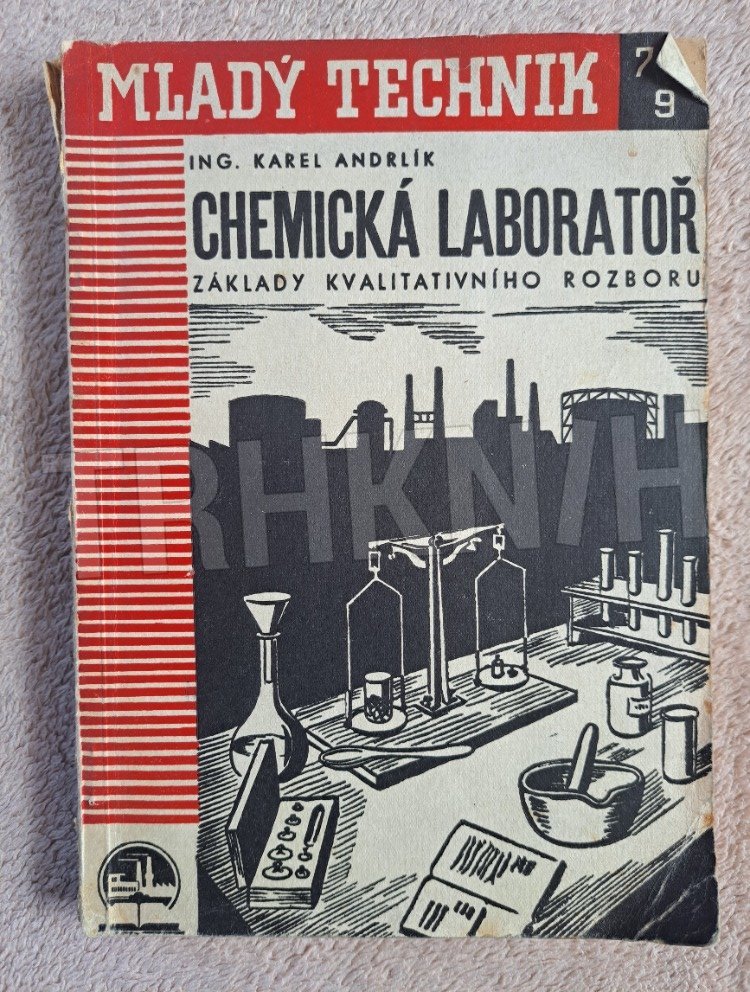 MLADÝ TECHNIK
7
9
ING. KAREL ANDRLÍK
CHEMICKÁ LABORATOŘ
ZÁKLADY KVALITATIVNÍHO ROZBORU
TRHKNIH